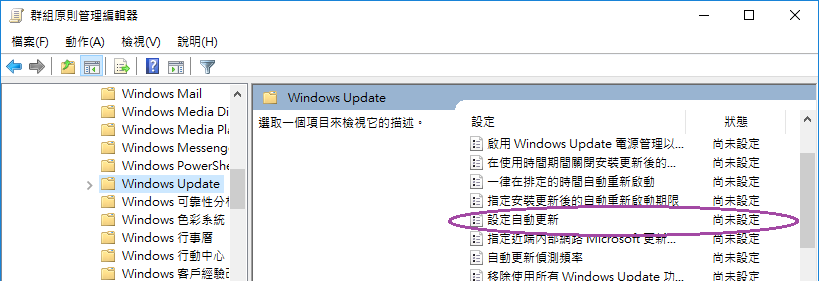 群組原則管理編輯器
檔案(F) 動作(A) 檢視(V) 說明(H)
Windows Mail
Windows Media Di
Windows Media Pla
Windows Messeng
Windows PowerShe
Windows Update
Windows 可靠性分析
Windows 色彩系統
Windows 行事曆
Windows 行動中心
Windows 客戶經驗改
Windows Update
選取一個項目來檢視它的描述。
設定 狀態
啟用 Windows Update 電源管理以... 尚未設定
在使用時間期間關閉安裝更新後的... 尚未設定
一律在排定的時間自動重新啟動 尚未設定
指定安裝更新後的自動重新啟動期限 尚未設定
設定自動更新 尚未設定
指定近端內部網路 Microsoft 更新... 尚未設定
自動更新偵測頻率 尚未設定
移除使用所有 Windows Update 功... 尚未設定